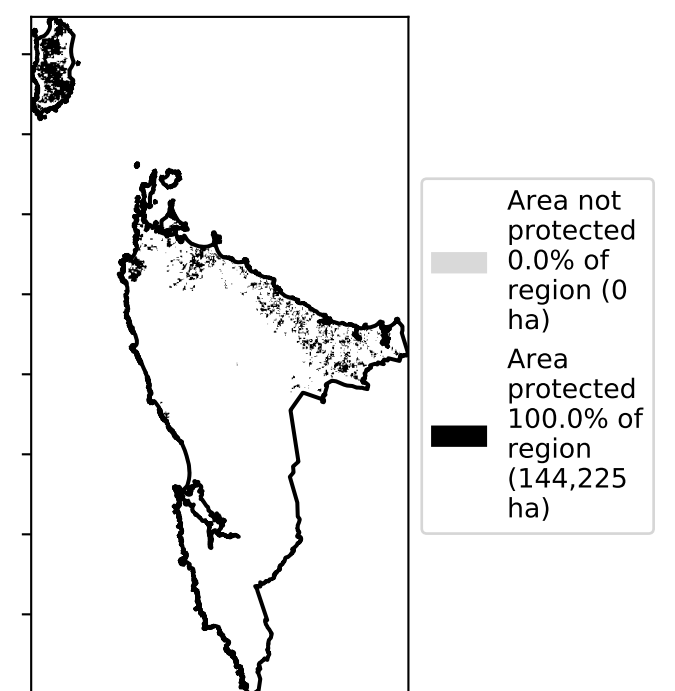 Area not
protected
0.0% of
region (0
ha)
Area
protected
100.0% of
region
(144,225
ha)